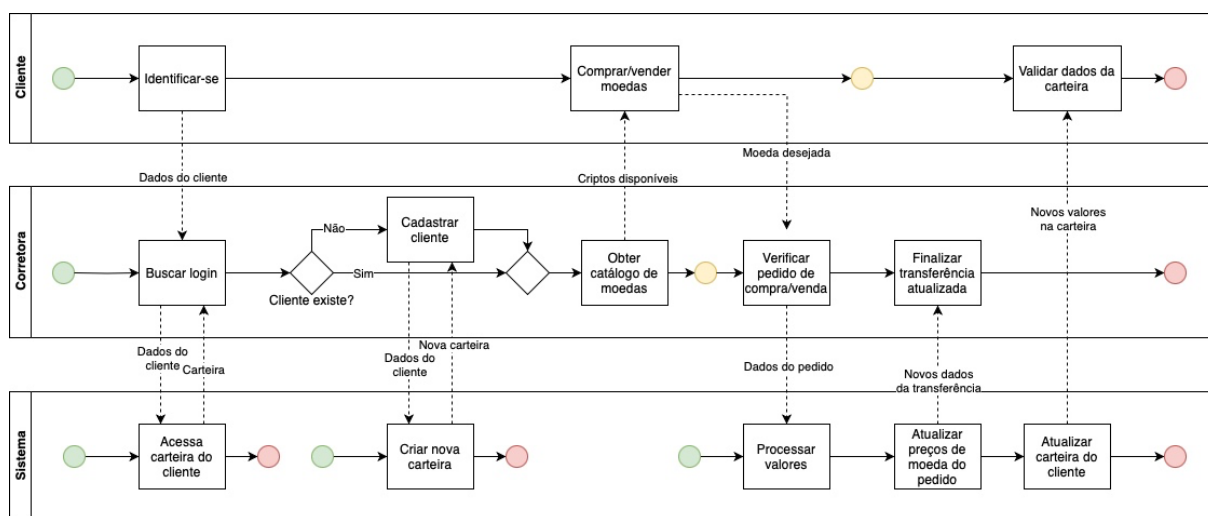 Cliente
Identificar-se
Comprar/vender
moedas
Validar dados da
carteira
Dados do cliente
Criptos disponíveis
Moeda desejada
Novos valores
na carteira
Corretora
Buscar login
Cliente existe?
Não
Sim
Cadastrar
cliente
Obter
catálogo de
moedas
Verificar
pedido de
compra/venda
Finalizar
transferência
atualizada
Dados do
cliente
Carteira
Dados do
cliente
Nova carteira
Dados do pedido
Novos dados
da transferência
Sistema
Acessa
carteira do
cliente
Criar nova
carteira
Processar
valores
Atualizar
preços de
moeda do
pedido
Atualizar
carteira do
cliente